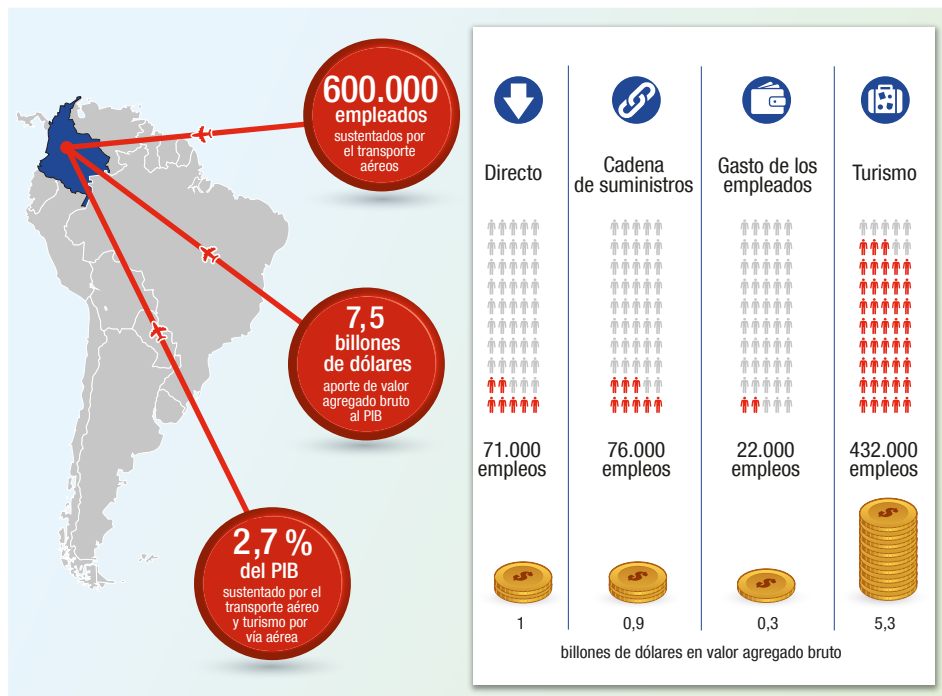 600.000
empleados
sustentados por
el transporte
aéreos
7,5
billones
de dólares
aporte de valor
agregado bruto
al PIB
2,7 %
del PIB
sustentado por el
transporte aéreo
y turismo por
vía aérea
Directo
71.000
empleos
1
Cadena
de suministros
76.000
empleos
0,9
Gasto de los
empleados
22.000
empleos
0,3
Turismo
432.000
empleos
$
$
$
$
5,3
billones de dólares en valor agregado bruto